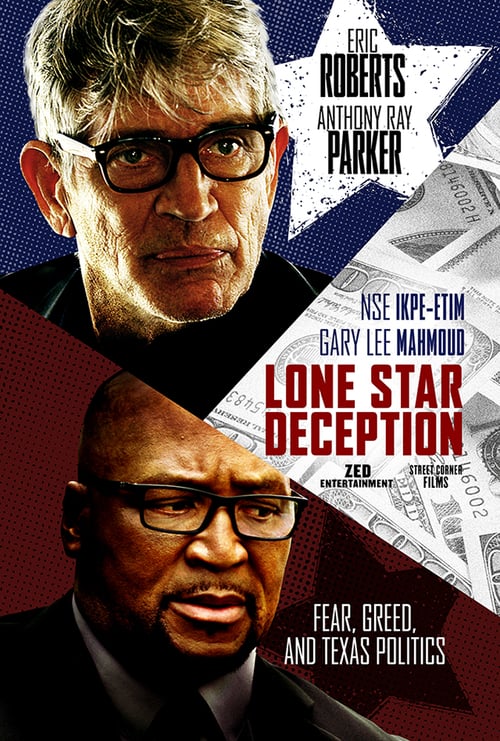 ERIC
ROBERTS
ANTHONY RAY
PARKER
NSE IKPE-ETIM
GARY LEE MAHMOUD
LONE STAR
DECEPTION
ZED
ENTERTAINMENT
STREET CORNER
FILMS
FEAR, GREED,
AND TEXAS POLITICS